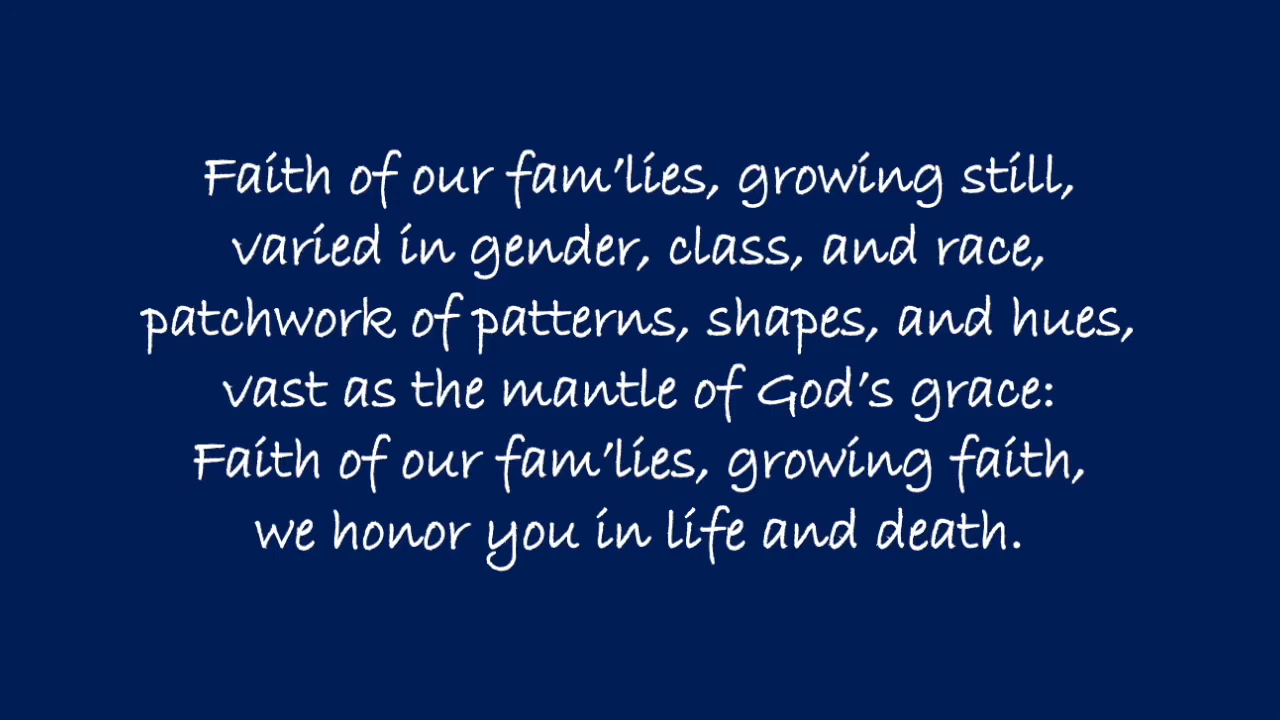 Faith of our fam'lies, growing still,
varied in gender, class, and race,
patchwork of patterns, shapes, and hues,
vast as the mantle of God's grace:
Faith of our fam'lies, growing faith,
we honor you in life and death.